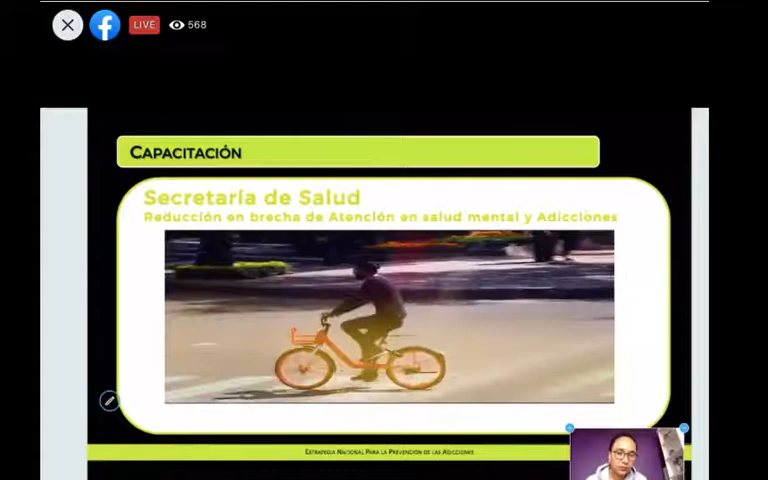 LIVE 568
CAPACITACIÓN
Secretaría de Salud
Reducción en brecha de Atención en salud mental y Adicciones
ESTRATEGIA NACIONAL PARA LA PREVENCIÓN DE LAS ADICCIONES